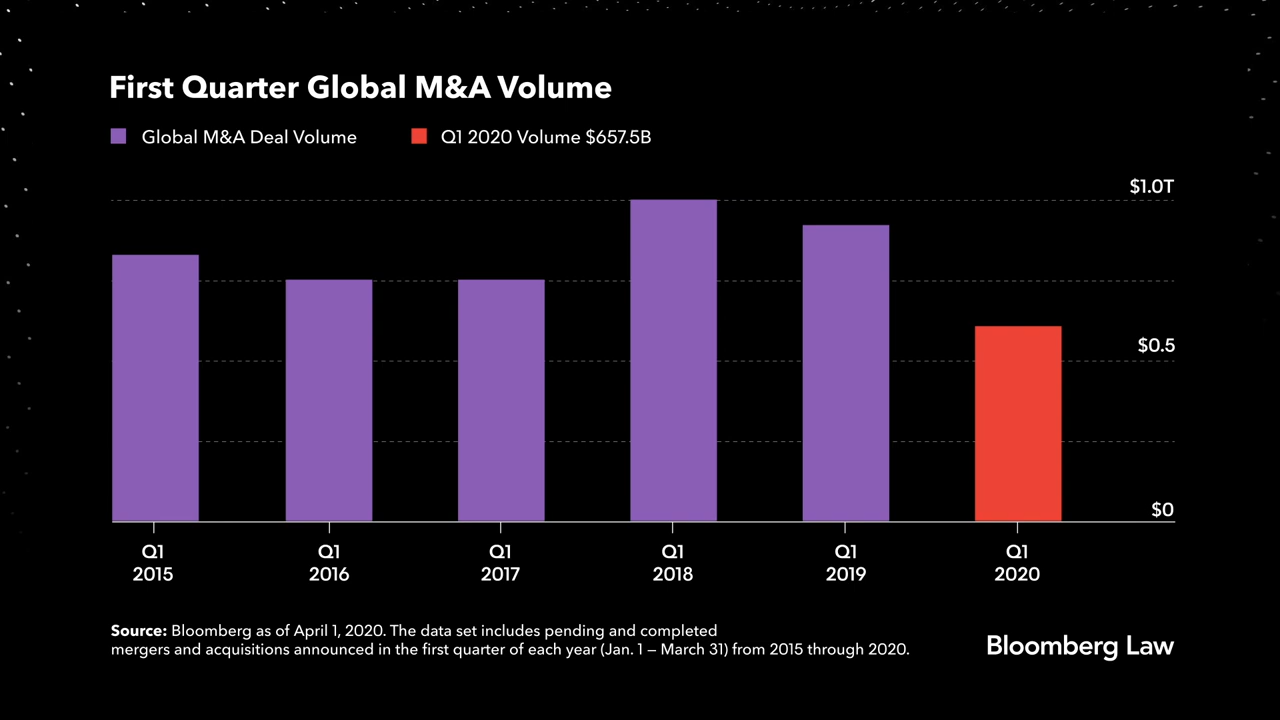 First Quarter Global M&A Volume
Global M&A Deal Volume
Q1 2020 Volume $657.5B
$1.0T
$0.5
$0
Q1
2015
Q1
2016
Q1
2017
Q1
2018
Q1
2019
Q1
2020
Source: Bloomberg as of April 1, 2020. The data set includes pending and completed
mergers and acquisitions announced in the first quarter of each year (Jan. 1 – March 31) from 2015 through 2020.
Bloomberg Law